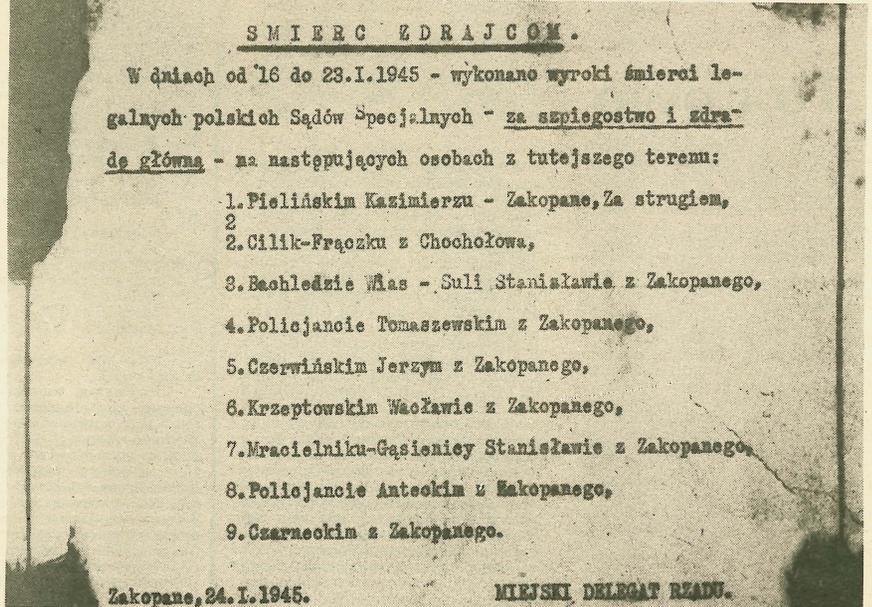 SMIERC ZDRAJCOM.
W dniach od 16 do 23.I.1945 - wykonano wyroki śmierci le-
galnych polskich Sądów Specjalnych - za szpiegostwo i zdra-
dę główną - na następujących osobach z tutejszego terenu:
1.Pielińskim Kazimierzu - Zakopane,Za strugiem,
2
2.Cilik-Frączku z Chochołowa,
3.Bachledzie Wias - Suli Stanisławie z Zakopanego,
4.Policjancie Tomaszewskim z Zakopanego,
5.Czerwińskim Jerzym z Zakopanego,
6.Krzeptowskim Wacławie z Zakopanego,
7.Mracielniku-Gąsienicy Stanisławie z Zakopanego,
8.Policjancie Anteckim z Zakopanego,
9.Czarneckim z Zakopanego.
Zakopane,24.I.1945.
MIEJSKI DELEGAT RZADU.